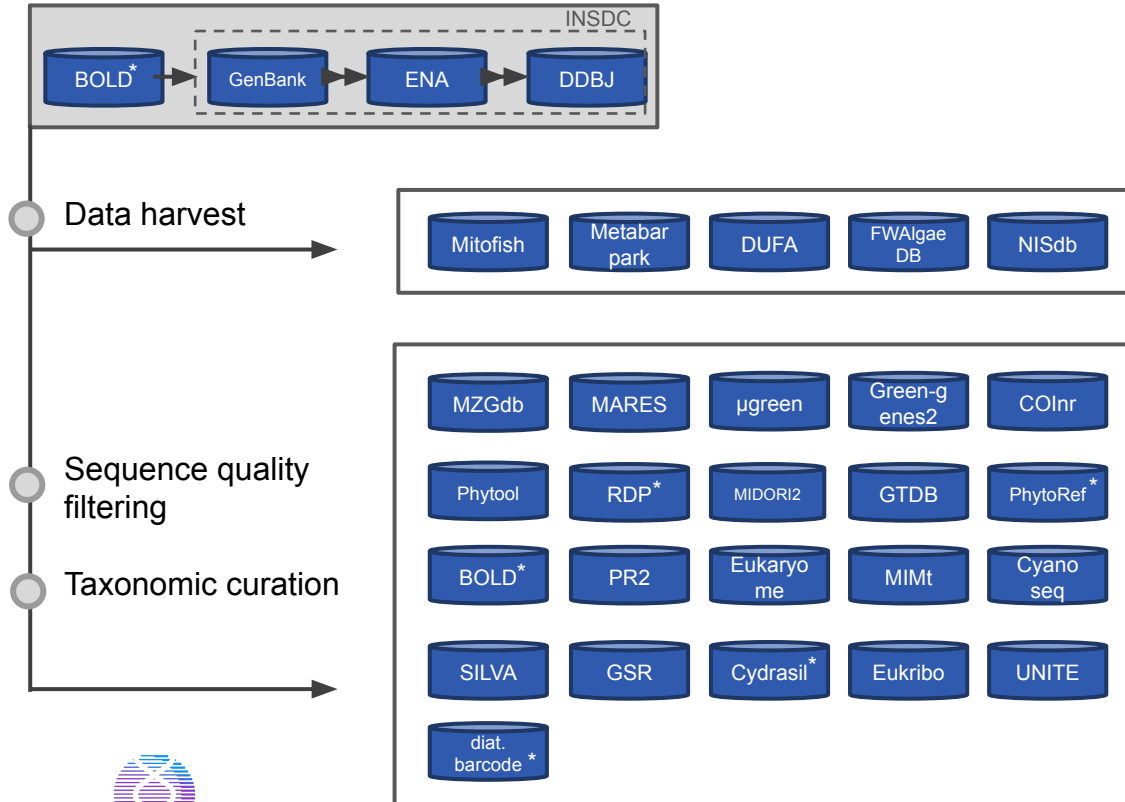 INSDC
BOLD*
GenBank
ENA
DDBJ
Data harvest
Mitofish
Metabar
park
DUFA
FWAlgae
DB
NISdb
MZGdb
MARES
µgreen
Green-g
enes2
COInr
Sequence quality
filtering
Phytool
RDP*
MIDORI2
GTDB
PhytoRef*
Taxonomic curation
BOLD*
PR2
Eukaryo
me
MIMt
Cyano
seq
SILVA
GSR
Cydrasil*
Eukribo
UNITE
diat.
barcode*